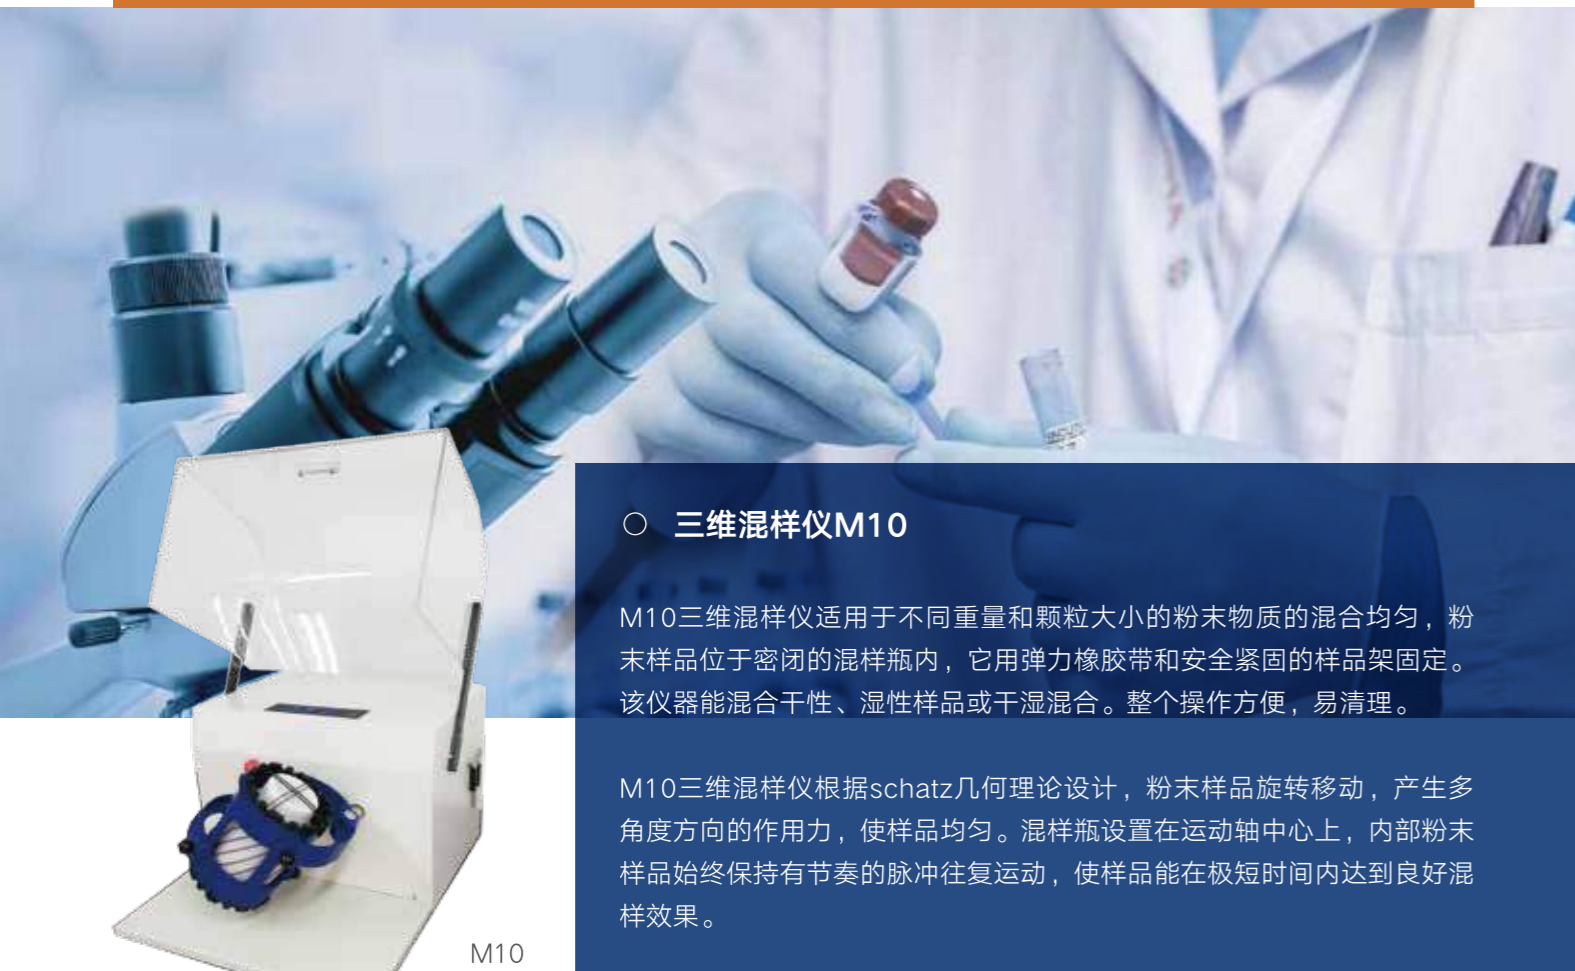 三维混样仪M10
M10三维混样仪适用于不同重量和颗粒大小的粉末物质的混合均匀，粉
末样品位于密闭的混样瓶内，它用弹力橡胶带和安全紧固的样品架固定。
该仪器能混合干性、湿性样品或干湿混合。整个操作方便，易清理。
M10三维混样仪根据schatz几何理论设计，粉末样品旋转移动，产生多
角度方向的作用力，使样品均匀。混样瓶设置在运动轴中心上，内部粉末
样品始终保持有节奏的脉冲往复运动，使样品能在极短时间内达到良好混
样效果。
M10